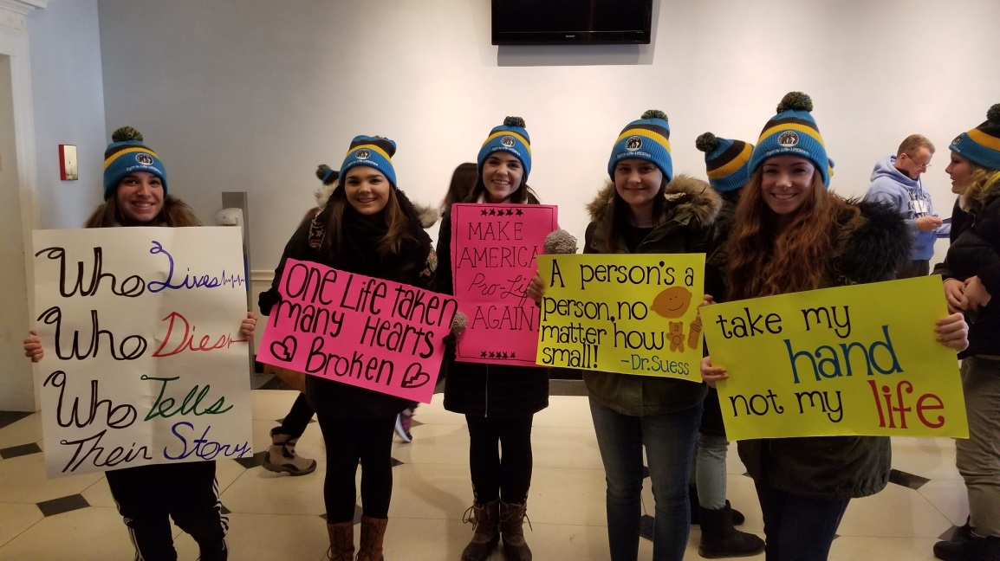 Who Lives
Who Dies
Who Tells
Their Story
One Life Taken
Many Hearts
Broken
MAKE
AMERICA
Pro-Li
AGAIN
A person's a
person, no
matter how
small!
-Dr. Suess
take my
hand
not my
life